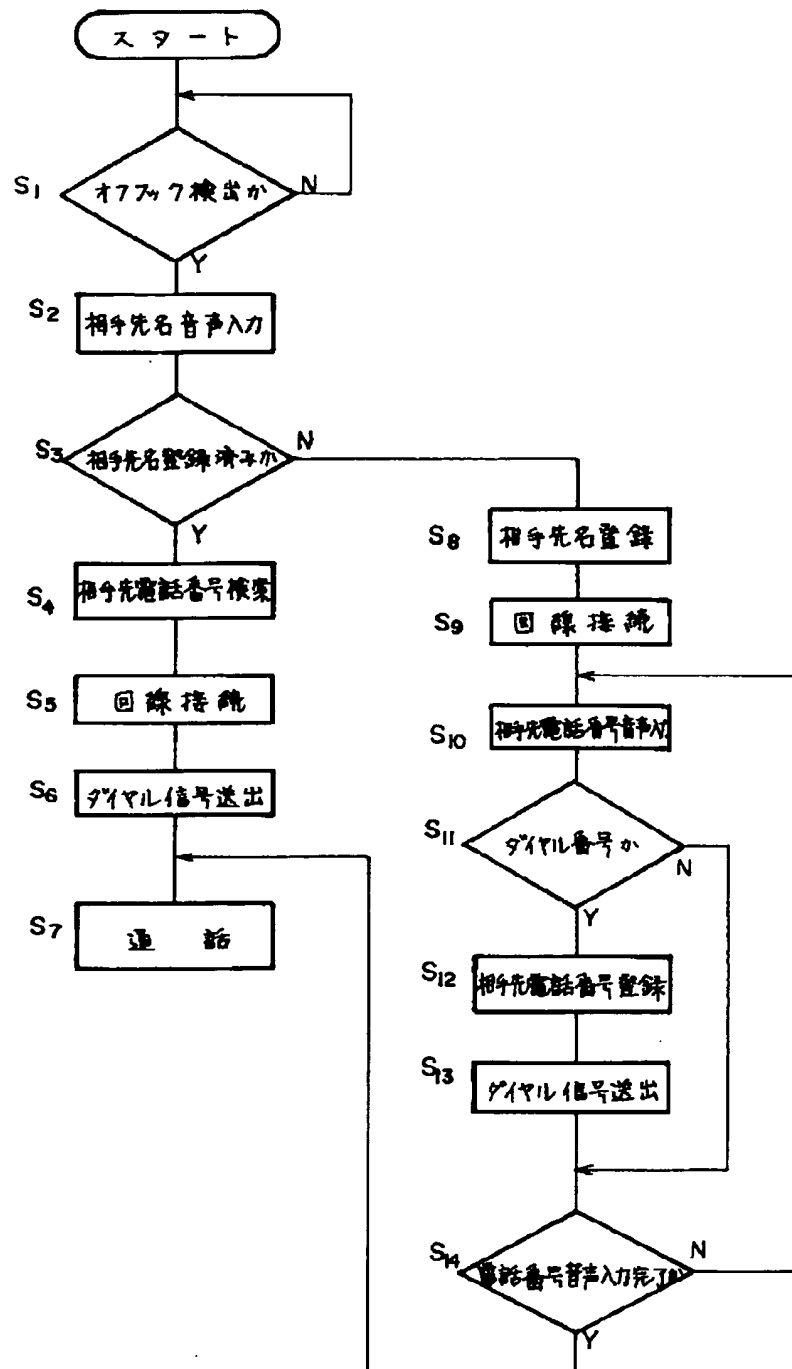 スタート
S1
オフフック検出か
N
Y
S2
相手先名音声入力
S3
相手先名登録済みか
N
Y
S4
相手先電話番号検索
S5
回線接続
S6
ダイヤル信号送出
S7
通話
S8
相手先名登録
S9
回線接続
S10
相手先電話番号音声入力
S11
ダイヤル番号か
N
Y
S12
相手先電話番号登録
S13
ダイヤル信号送出
S14
電話番号音声入力完了か
N
Y